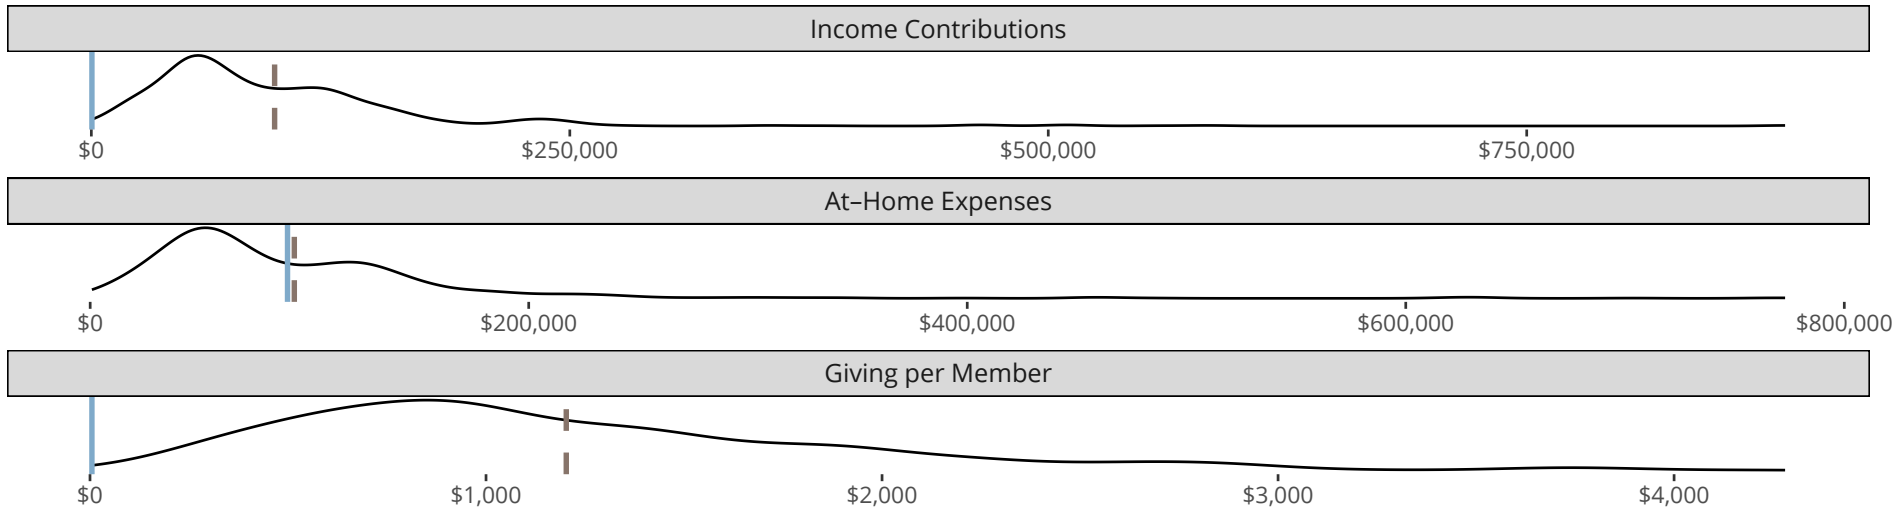 Income Contributions
$0 $250,000 $500,000 $750,000
At–Home Expenses
$0 $200,000 $400,000 $600,000 $800,000
Giving per Member
$0 $1,000 $2,000 $3,000 $4,000